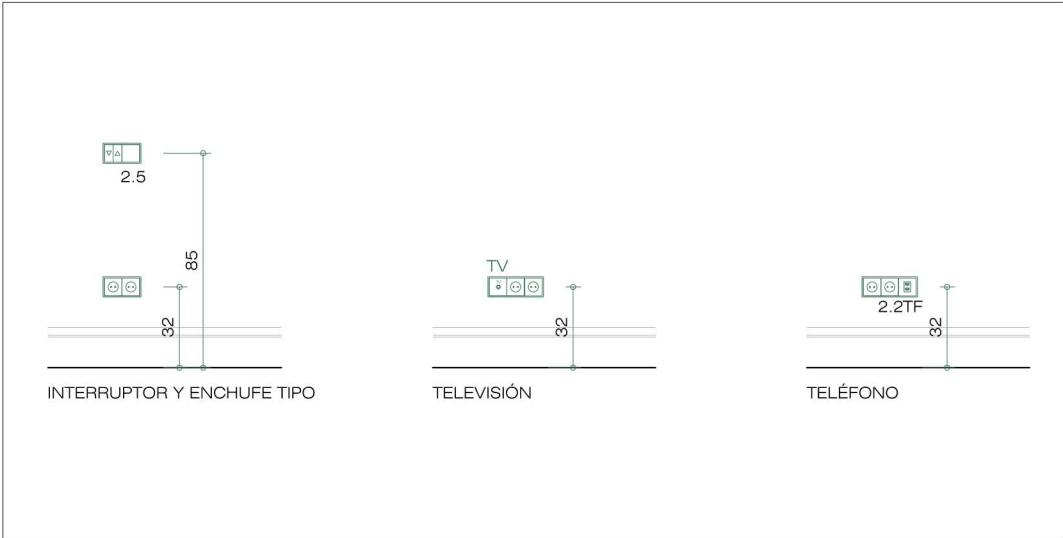 2.5
85
32
INTERRUPTOR Y ENCHUFE TIPO
TV
32
TELEVISIÓN
2.2TF
32
TELÉFONO